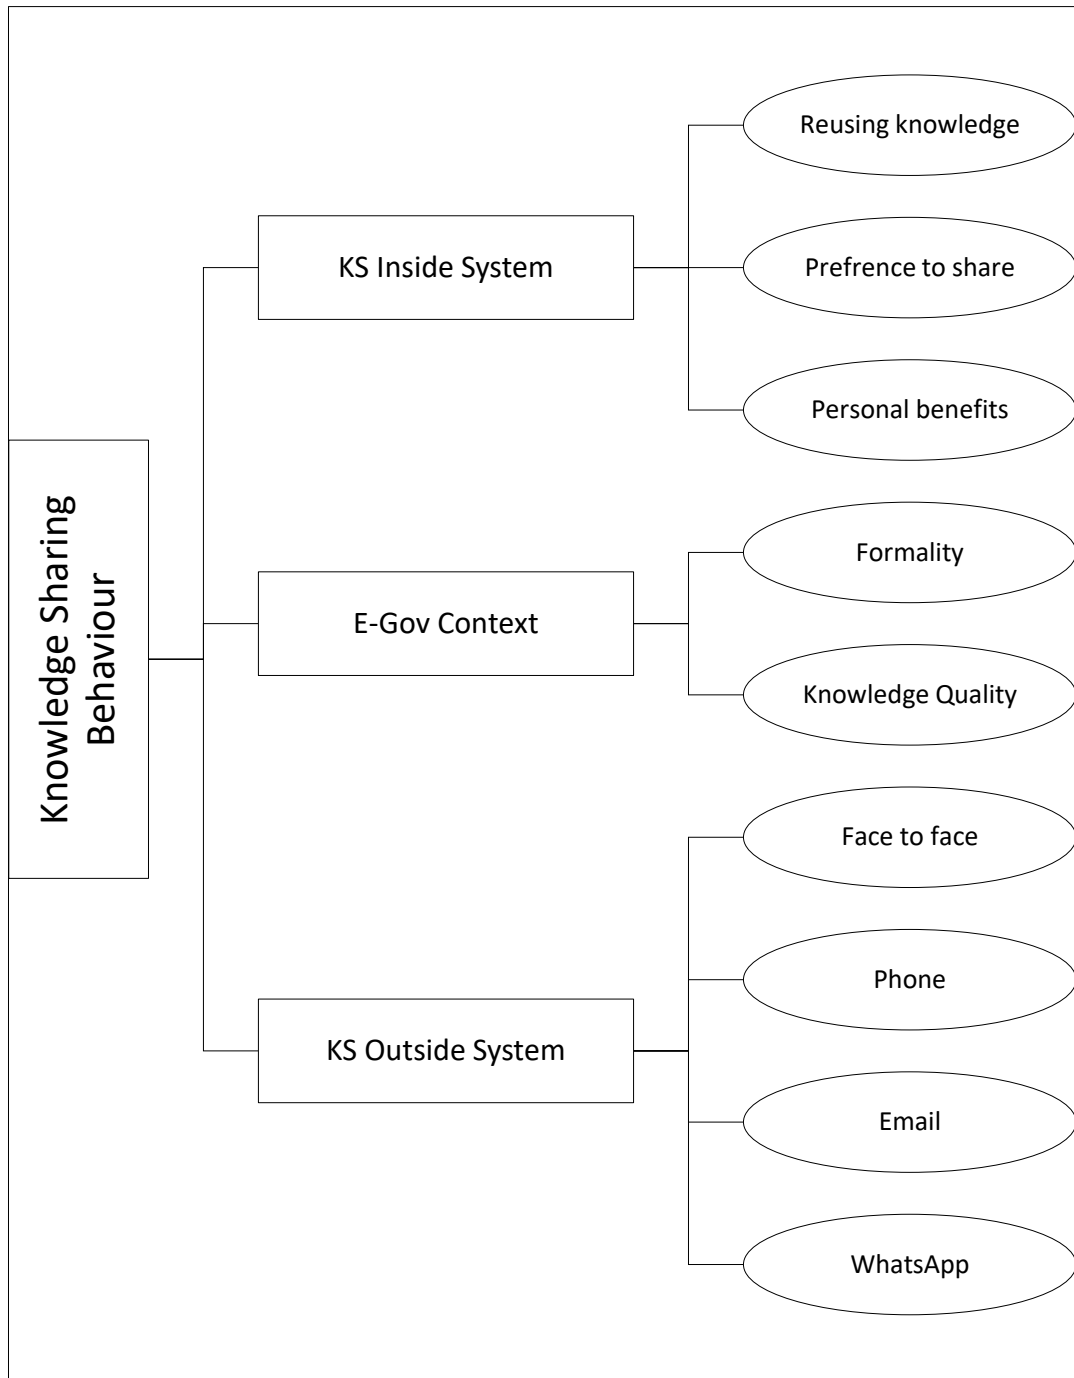 Knowledge Sharing
Behaviour
KS Inside System
Reusing knowledge
Prefrence to share
Personal benefits
E-Gov Context
Formality
Knowledge Quality
KS Outside System
Face to face
Phone
Email
WhatsApp